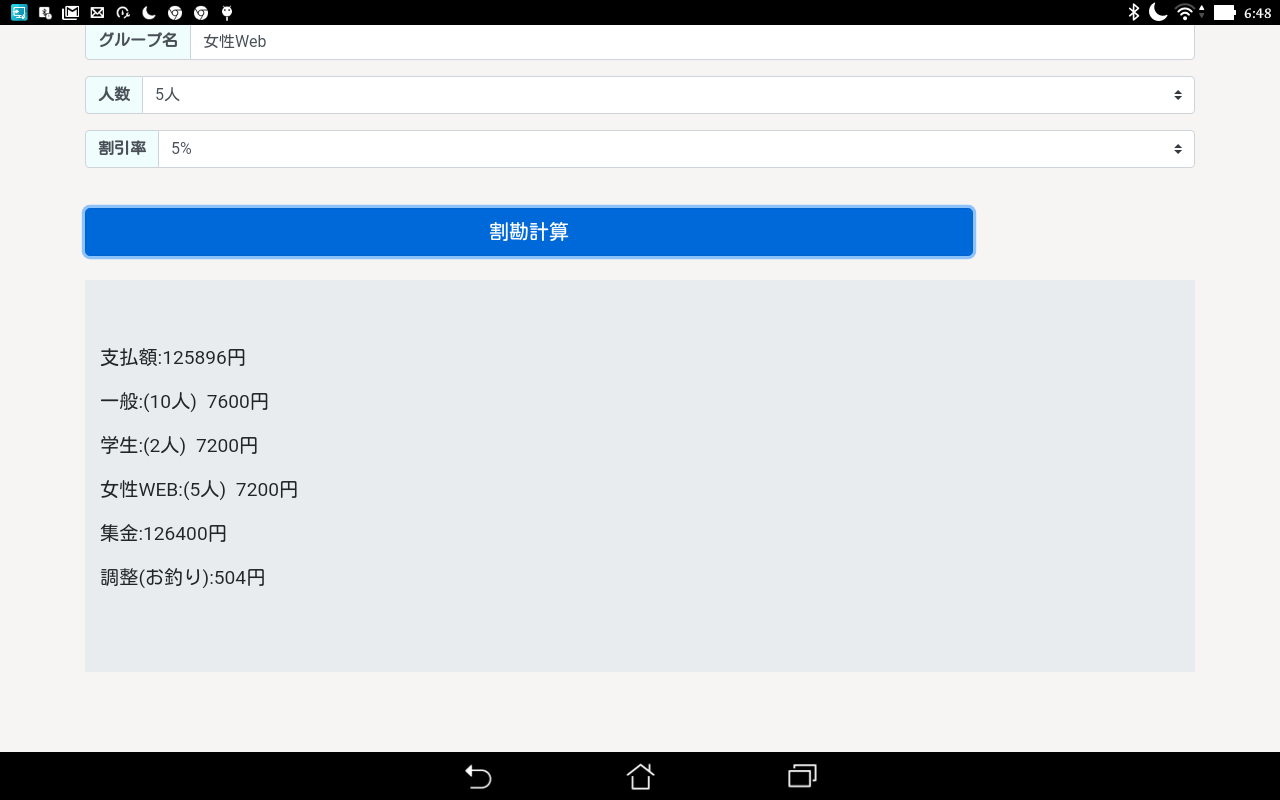 6:48
グループ名 女性Web
人数 5人
割引率 5%
割勘計算
支払額:125896円
一般:(10人) 7600円
学生:(2人) 7200円
女性WEB:(5人) 7200円
集金:126400円
調整(お釣り):504円